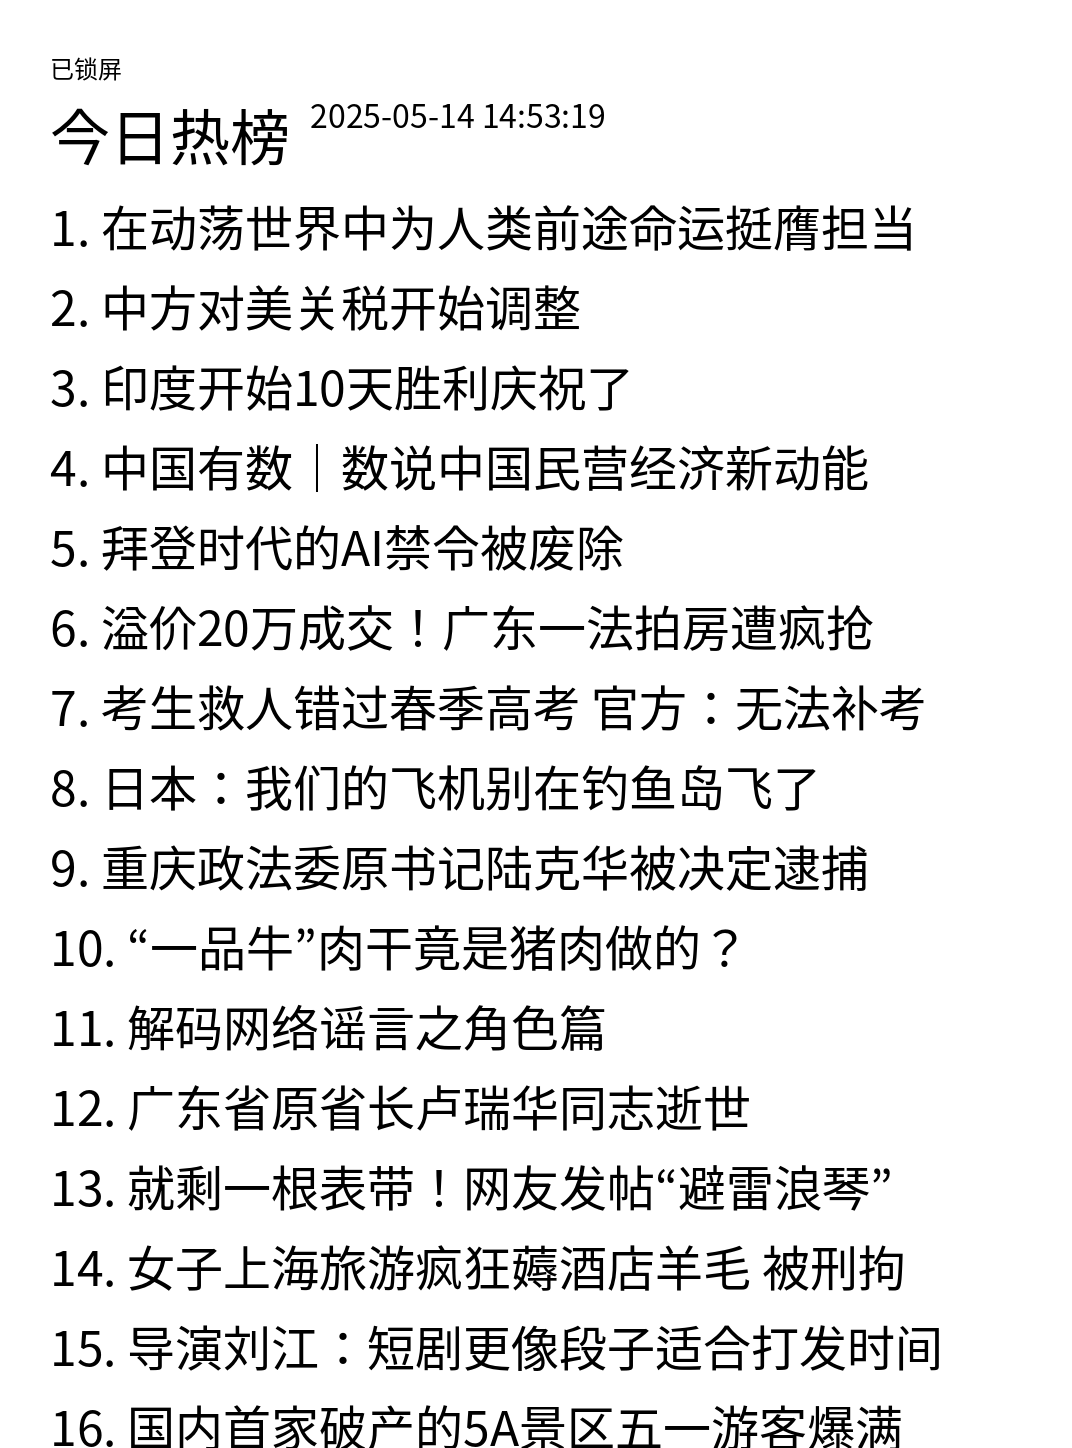 已锁屏
今日热榜 2025-05-14 14:53:19
1. 在动荡世界中为人类前途命运挺膺担当
2. 中方对美关税开始调整
3. 印度开始10天胜利庆祝了
4. 中国有数｜数说中国民营经济新动能
5. 拜登时代的AI禁令被废除
6. 溢价20万成交！广东一法拍房遭疯抢
7. 考生救人错过春季高考 官方：无法补考
8. 日本：我们的飞机别在钓鱼岛飞了
9. 重庆政法委原书记陆克华被决定逮捕
10. “一品牛”肉干竟是猪肉做的？
11. 解码网络谣言之角色篇
12. 广东省原省长卢瑞华同志逝世
13. 就剩一根表带！网友发帖“避雷浪琴”
14. 女子上海旅游疯狂薅酒店羊毛 被刑拘
15. 导演刘江：短剧更像段子适合打发时间
16. 国内首家破产的5A景区五一游客爆满